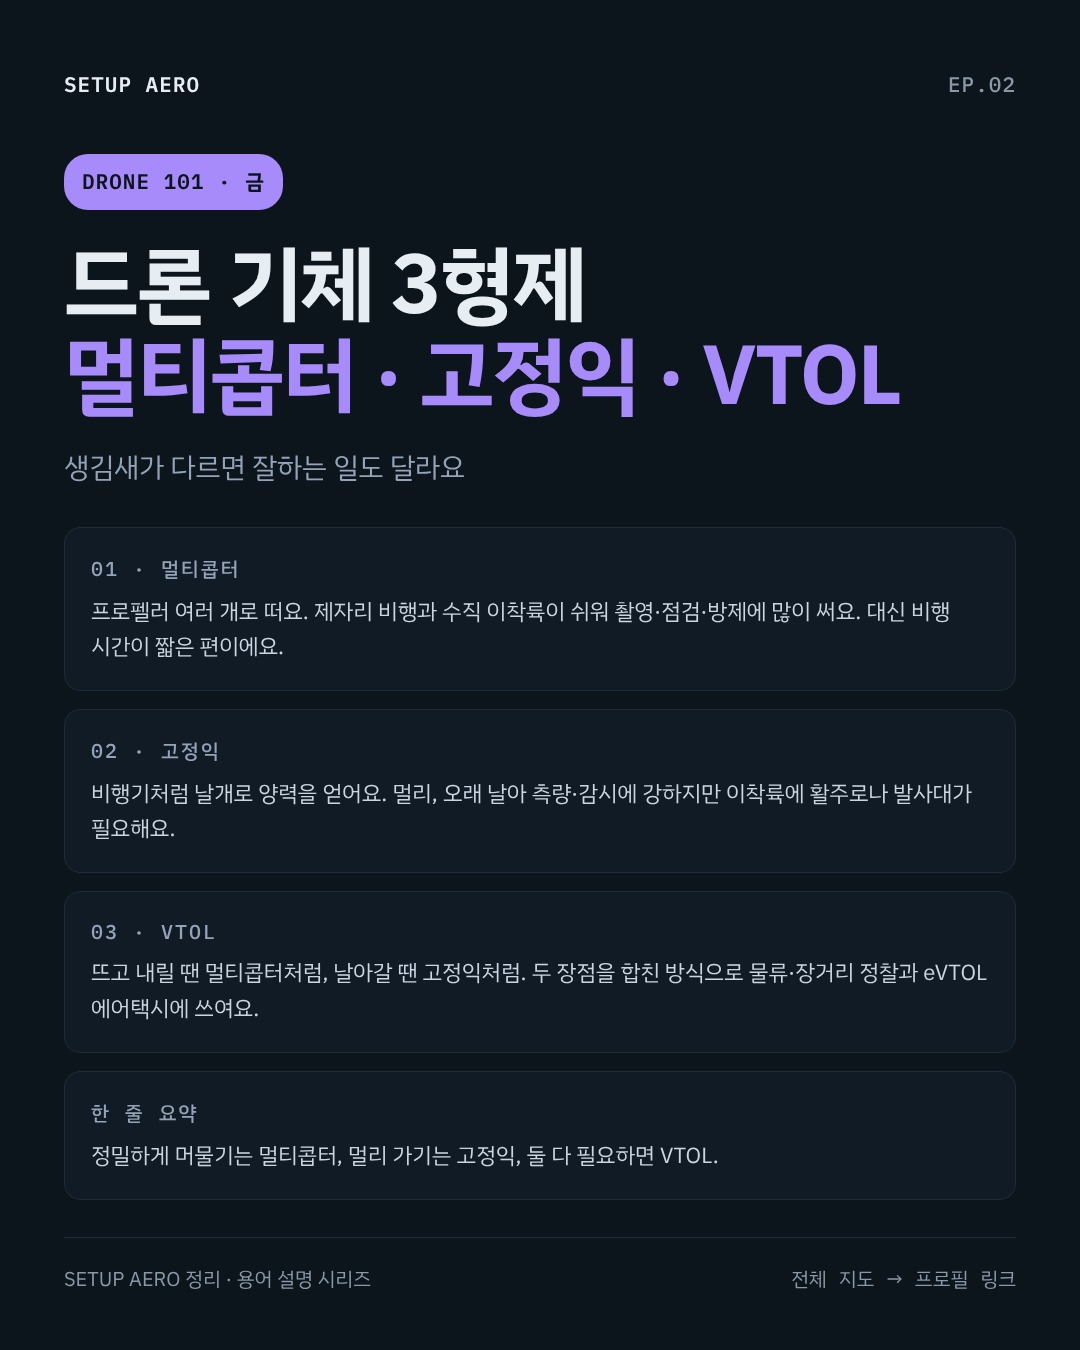 SETUP AERO
EP.02
DRONE 101 · 금
드론 기체 3형제
멀티콥터 · 고정익 · VTOL
생김새가 다르면 잘하는 일도 달라요
01 · 멀티콥터
프로펠러 여러 개로 떠요. 제자리 비행과 수직 이착륙이 쉬워 촬영·점검·방제에 많이 써요. 대신 비행
시간이 짧은 편이에요.
02 · 고정익
비행기처럼 날개로 양력을 얻어요. 멀리, 오래 날아 측량·감시에 강하지만 이착륙에 활주로나 발사대가
필요해요.
03 · VTOL
뜨고 내릴 땐 멀티콥터처럼, 날아갈 땐 고정익처럼. 두 장점을 합친 방식으로 물류·장거리 정찰과 eVTOL
에어택시에 쓰여요.
한 줄 요약
정밀하게 머물기는 멀티콥터, 멀리 가기는 고정익, 둘 다 필요하면 VTOL.
SETUP AERO 정리 · 용어 설명 시리즈
전체 지도 → 프로필 링크